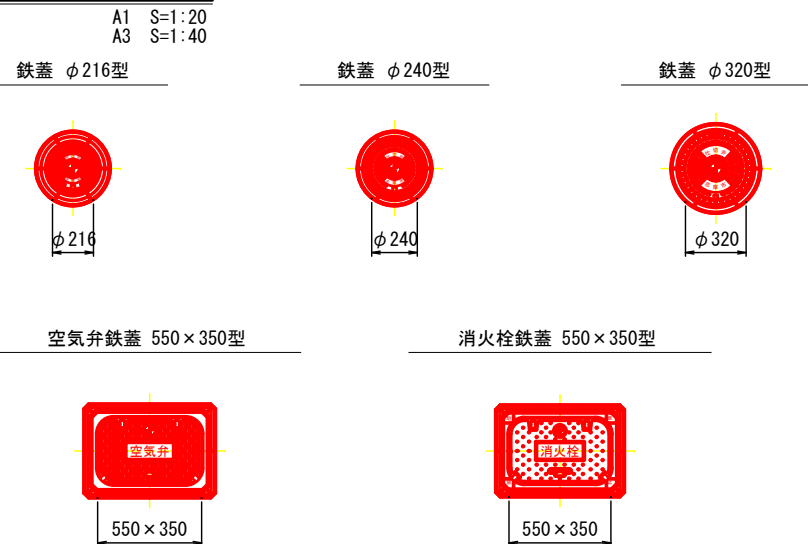 A1 S=1:20
A3 S=1:40
鉄蓋 φ216型
鉄蓋 φ240型
鉄蓋 φ320型
φ216
φ240
φ320
空気弁鉄蓋 550×350型
消火栓鉄蓋 550×350型
空気弁
消火栓
550×350
550×350